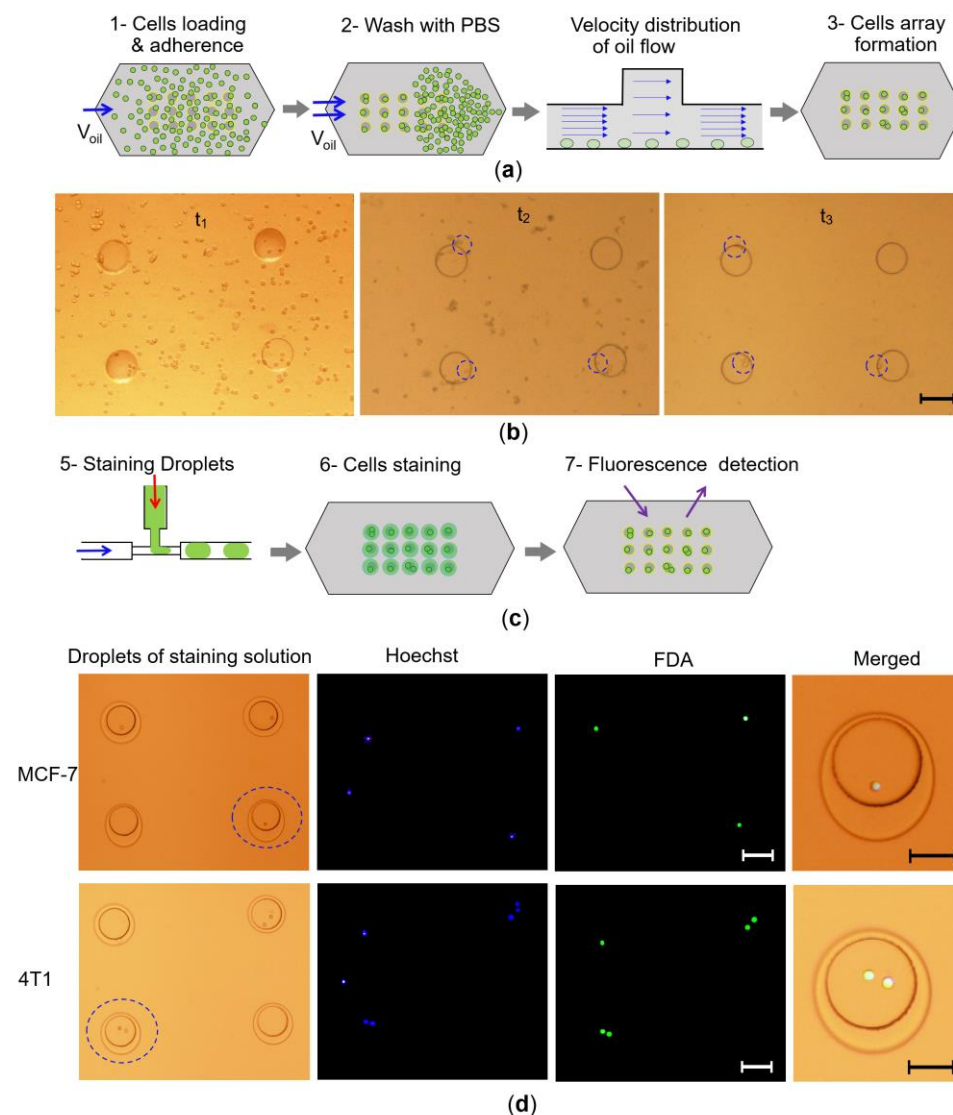 1- Cells loading
& adherence
2- Wash with PBS
Velocity distribution
of oil flow
3- Cells array
formation
Voil
Voil
(a)
t1
t2
t3
(b)
5- Staining Droplets
6- Cells staining
7- Fluorescence detection
(c)
Droplets of staining solution
Hoechst
FDA
Merged
MCF-7
4T1
(d)